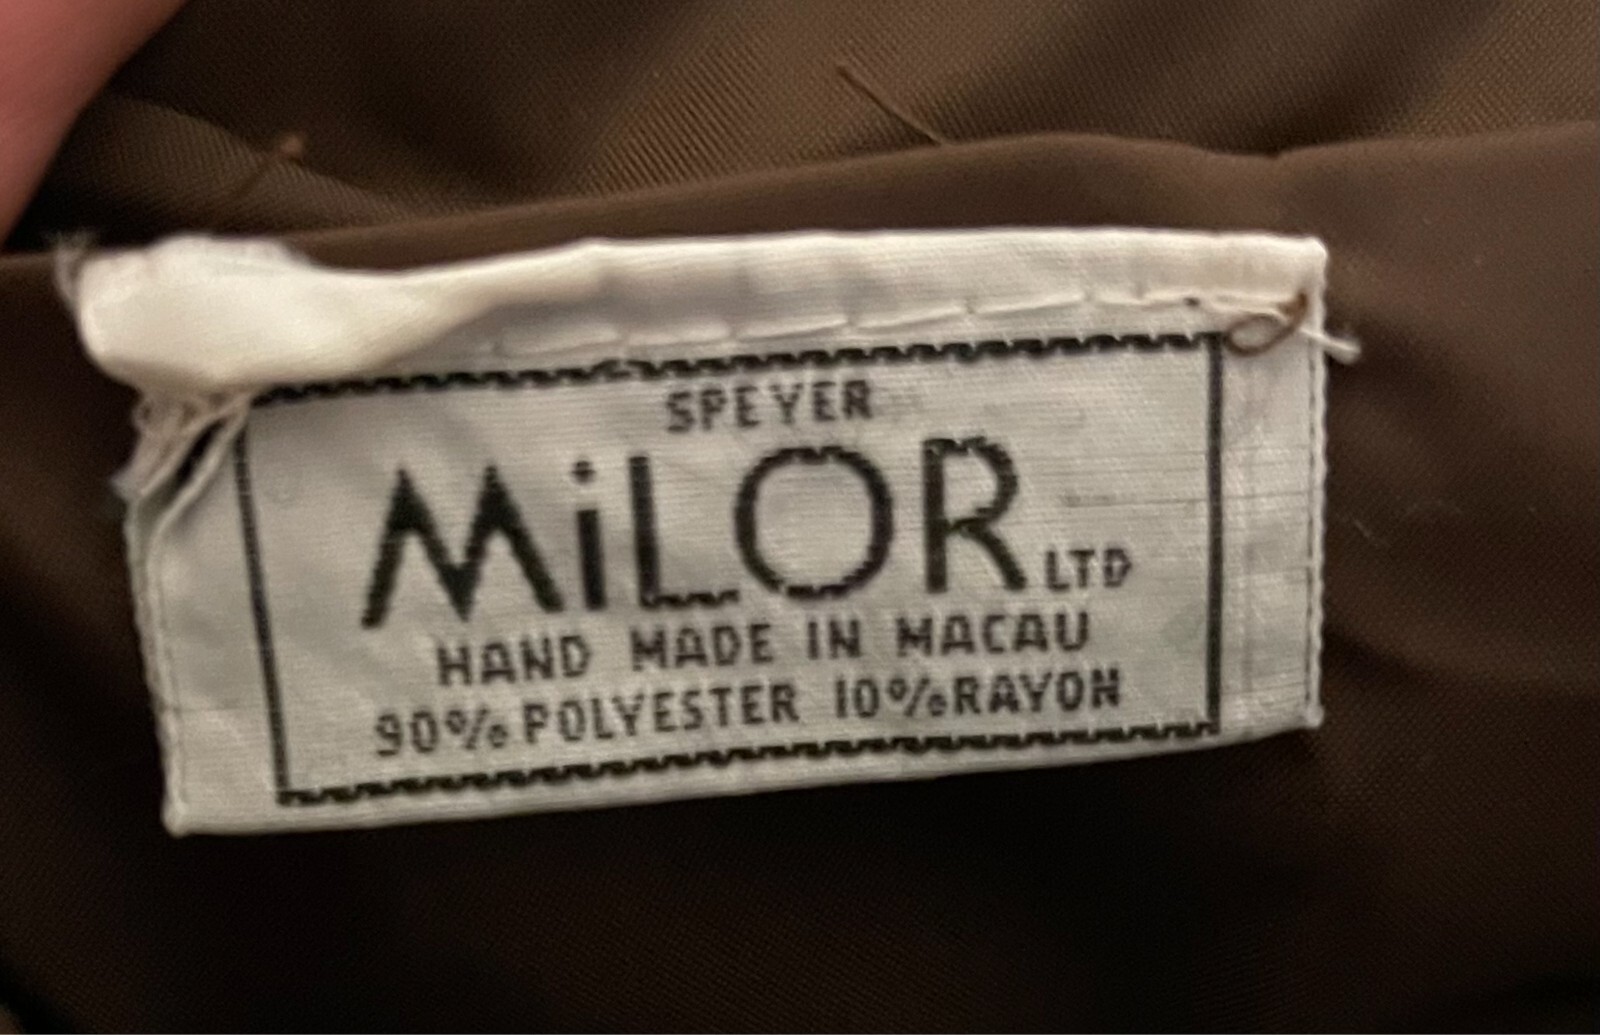 SPEYER
MiLOR LTD
HAND MADE IN MACAU
90% POLYESTER 10% RAYON